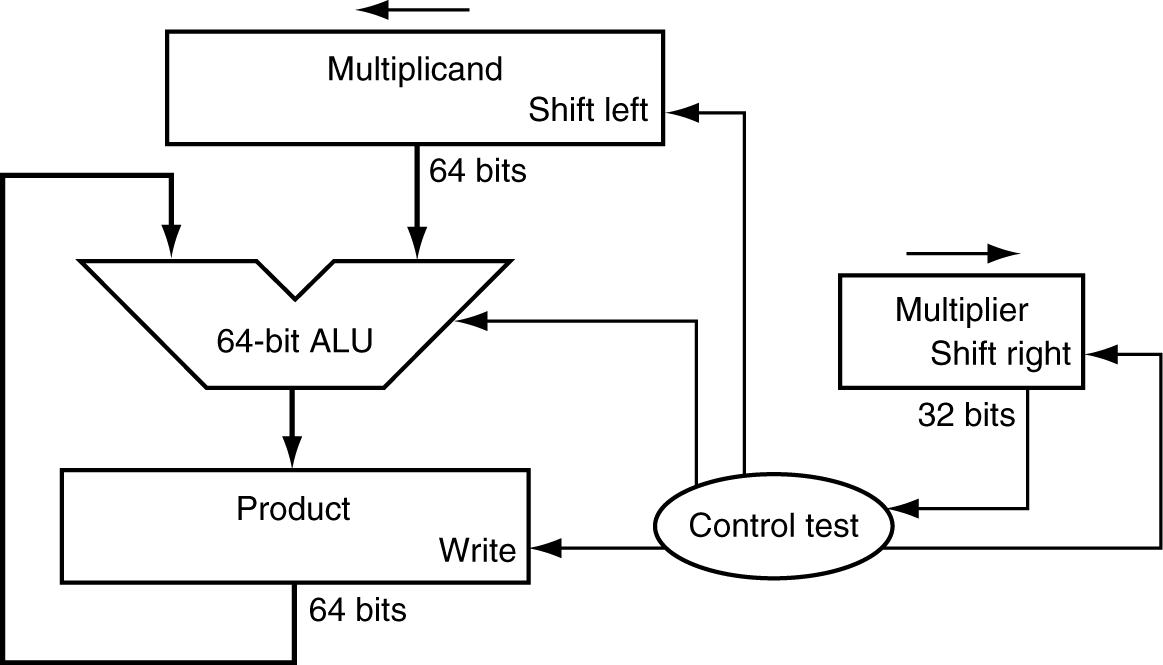 Multiplicand
Shift left
64 bits
64-bit ALU
Multiplier
Shift right
32 bits
Product
Write
Control test
64 bits